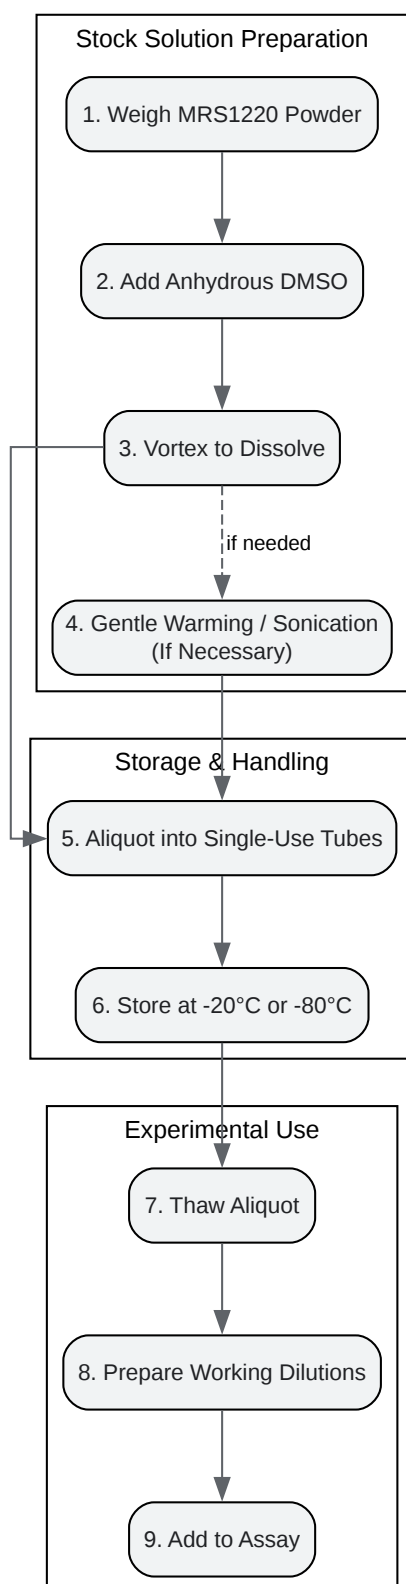 Stock Solution Preparation
1. Weigh MRS1220 Powder
2. Add Anhydrous DMSO
3. Vortex to Dissolve
if needed
4. Gentle Warming / Sonication
(If Necessary)
Storage & Handling
5. Aliquot into Single-Use Tubes
6. Store at -20°C or -80°C
Experimental Use
7. Thaw Aliquot
8. Prepare Working Dilutions
9. Add to Assay